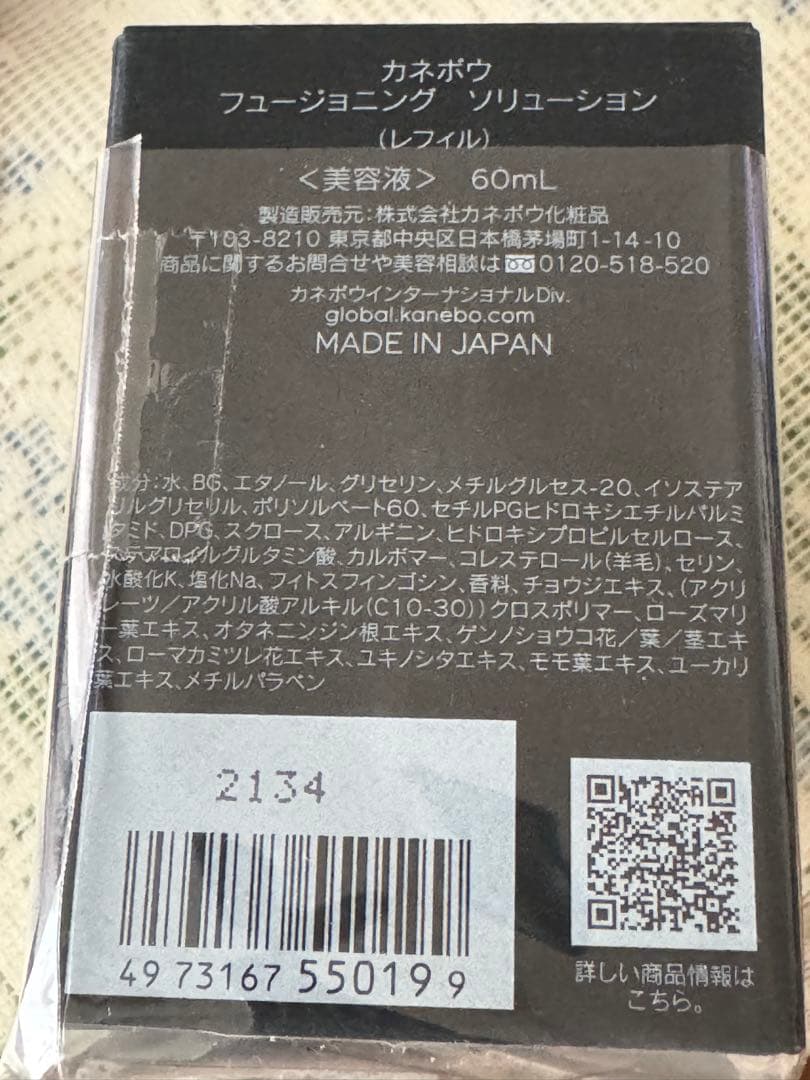 カネボウ
フュージョニング ソリューション
(レフィル)
<美容液> 60mL
製造販売元:株式会社カネボウ化粧品
〒103-8210 東京都中央区日本橋茅場町1-14-10
商品に関するお問合せや美容相談は 0120-518-520
カネボウインターナショナルDiv.
global.kanebo.com
MADE IN JAPAN
成分:水、BG、エタノール、グリセリン、メチルグルセス-20、イソステア
リルグリセリル、ポリソルベート60、セチルPGヒドロキシエチルパルミ
タミド、DPG、スクロース、アルギニン、ヒドロキシプロピルセルロース、
ステアロイルグルタミン酸、カルボマー、コレステロール(羊毛)、セリン、
水酸化K、塩化Na、フィトスフィンゴシン、香料、チョウジエキス、(アクリ
レーツ/アクリル酸アルキル(C10-30))クロスポリマー、ローズマリ
ー葉エキス、オタネニンジン根エキス、ゲンノショウコ花/葉/茎エキ
ス、ローマカミツレ花エキス、ユキノシタエキス、モモ葉エキス、ユーカリ
葉エキス、メチルパラベン
2134
49 73167 55019 9
詳しい商品情報は
こちら。